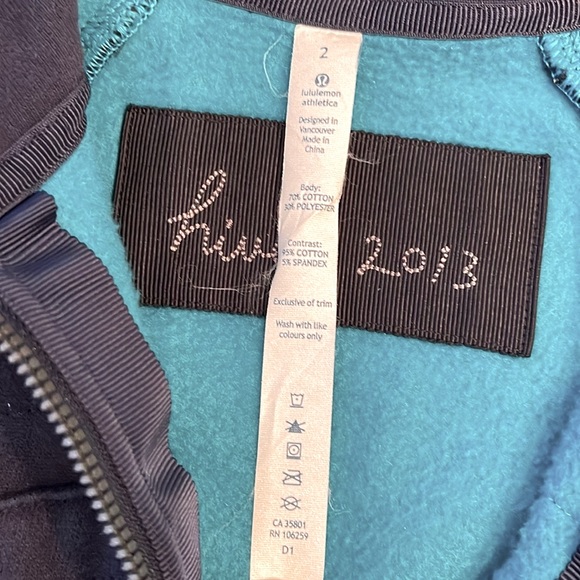 2
lululemon
athletica
Designed in
Vancouver
Made in
China
Body:
70% COTTON
30% POLYESTER
Contrast:
95% COTTON
5% SPANDEX
Exclusive of trim
Wash with like
colours only
CA 35801
RN 106259
D1
2013